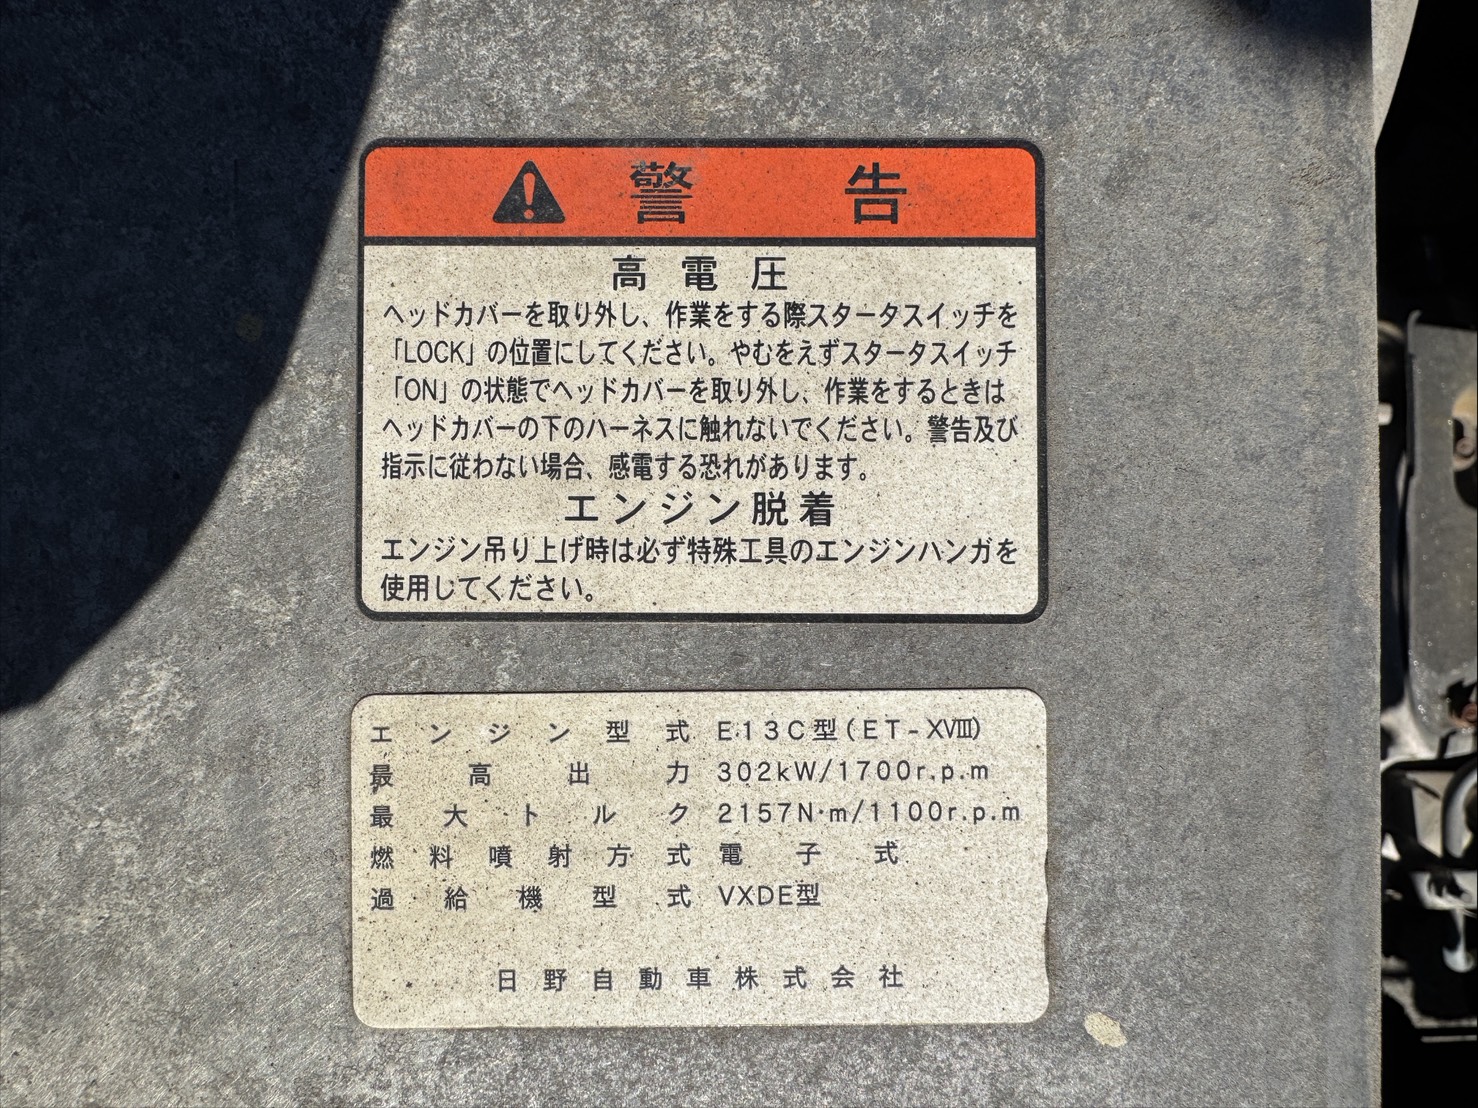 警告
高電圧
ヘッドカバーを取り外し、作業をする際スタータスイッチを
「LOCK」の位置にしてください。やむをえずスタータスイッチ
「ON」の状態でヘッドカバーを取り外し、作業をするときは
ヘッドカバーの下のハーネスに触れないでください。警告及び
指示に従わない場合、感電する恐れがあります。
エンジン脱着
エンジン吊り上げ時は必ず特殊工具のエンジンハンガを
使用してください。
エンジン型式 E13C型(ET-XVIII)
最高出力 302kW/1700r.p.m
最大トルク 2157N·m/1100r.p.m
燃料噴射方式 電子式
過給機型式 VXDE型
日野自動車株式会社